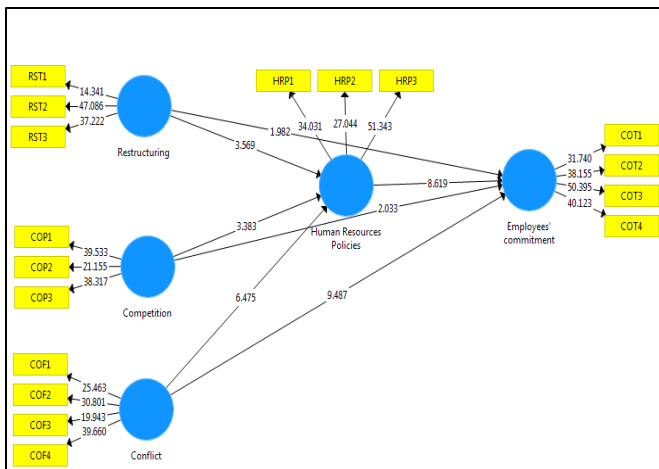 RST1
RST2
RST3
14.341
47.086
37.222
Restructuring
HRP1
HRP2
HRP3
34.031
27.044
51.343
1.982
3.569
Human Resources
Policies
8.619
2.033
COT1
COT2
COT3
COT4
31.740
38.155
50.395
40.123
Employees'
commitment
COP1
COP2
COP3
39.533
21.155
38.317
Competition
3.383
6.475
9.487
COF1
COF2
COF3
COF4
25.463
30.801
19.943
39.660
Conflict